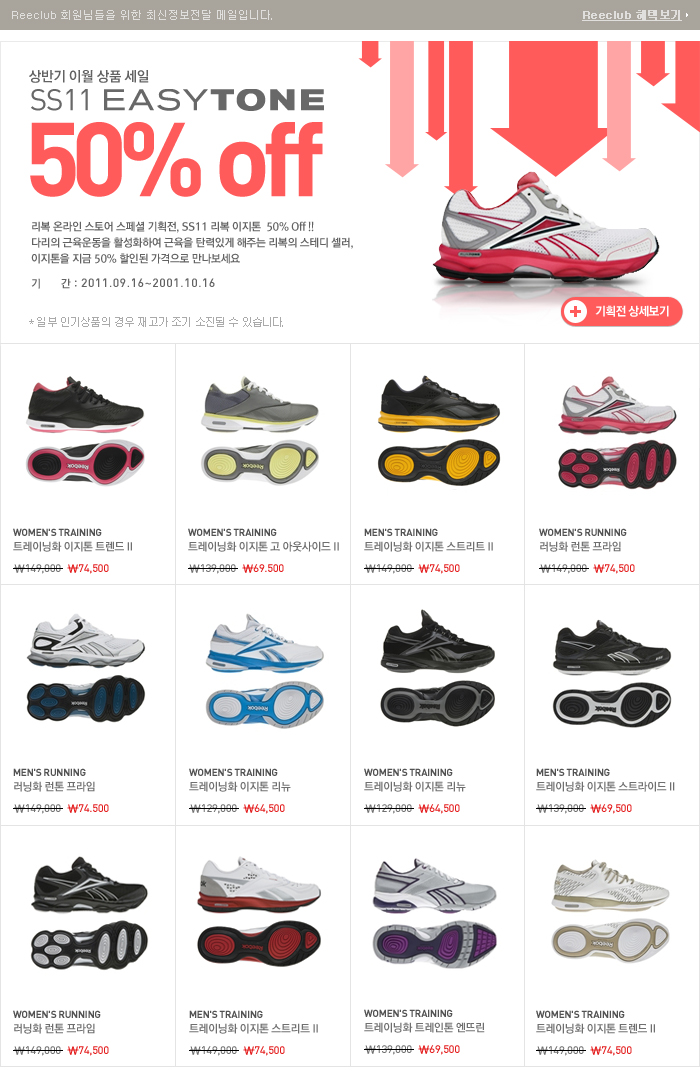 Reeclub 회원님들을 위한 최신정보전달 메일입니다.
Reeclub 혜택보기
상반기 이월 상품 세일
SS11 EASYTONE
50% off
리복 온라인 스토어 스페셜 기획전, SS11 리복 이지톤 50% Off !!
다리의 근육운동을 활성화하여 근육을 탄력있게 해주는 리복의 스테디 셀러,
이지톤을 지금 50% 할인된 가격으로 만나보세요
기 간 : 2011.09.16~2001.10.16
* 일부 인기상품의 경우 재고가 조기 소진될 수 있습니다.
기획전 상세보기
WOMEN'S TRAINING
트레이닝화 이지톤 트렌드 II
₩149,000 ₩74,500
WOMEN'S TRAINING
트레이닝화 이지톤 고 아웃사이드 II
₩139,000 ₩69.500
MEN'S TRAINING
트레이닝화 이지톤 스트리트 II
₩149,000 ₩74,500
WOMEN'S RUNNING
러닝화 런톤 프라임
₩149,000 ₩74,500
MEN'S RUNNING
러닝화 런톤 프라임
₩149,000 ₩74.500
WOMEN'S TRAINING
트레이닝화 이지톤 리뉴
₩129,000 ₩64,500
WOMEN'S TRAINING
트레이닝화 이지톤 리뉴
₩129,000 ₩64,500
MEN'S TRAINING
트레이닝화 이지톤 스트라이드 II
₩139,000 ₩69,500
WOMEN'S RUNNING
러닝화 런톤 프라임
₩149,000 ₩74,500
MEN'S TRAINING
트레이닝화 이지톤 스트리트 II
₩149,000 ₩74,500
WOMEN'S TRAINING
트레이닝화 트레인톤 엔뜨린
₩139,000 ₩69,500
WOMEN'S TRAINING
트레이닝화 이지톤 트렌드 II
₩149,000 ₩74,500